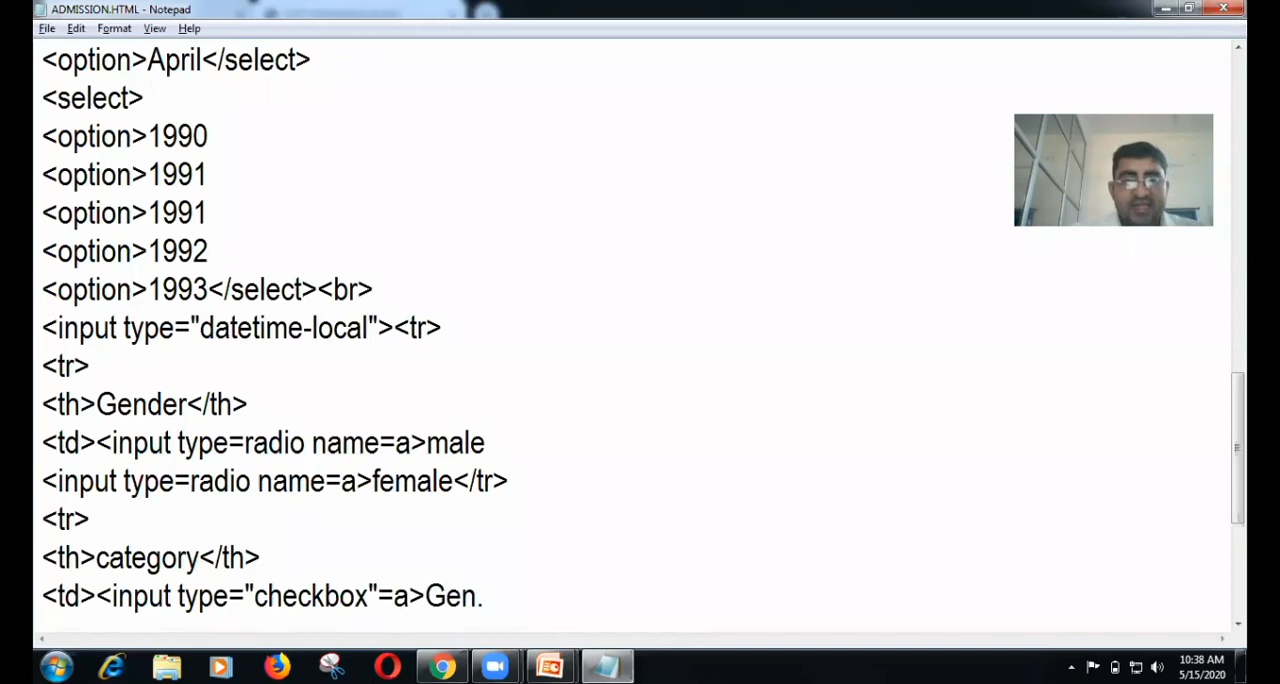 ADMISSION.HTML - Notepad
File Edit Format View Help
<option>April</select>
<select>
<option>1990
<option>1991
<option>1991
<option>1992
<option>1993</select><br>
<input type="datetime-local"><tr>
<tr>
<th>Gender</th>
<td><input type=radio name=a>male
<input type=radio name=a>female</tr>
<tr>
<th>category</th>
<td><input type="checkbox"=a>Gen.
10:38 AM
5/15/2020